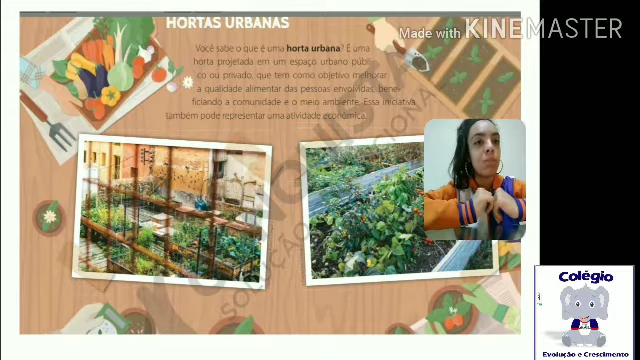 HORTAS URBANAS
Made with KINEMASTER
Você sabe o que é uma horta urbana? É uma
horta projetada em um espaço urbano públi-
co ou privado, que tem como objetivo melhorar
a qualidade alimentar das pessoas envolvidas, bene-
ficiando a comunidade e o meio ambiente. Essa iniciativa
também pode representar uma atividade econômica.
Colégio
Evolução e Crescimento